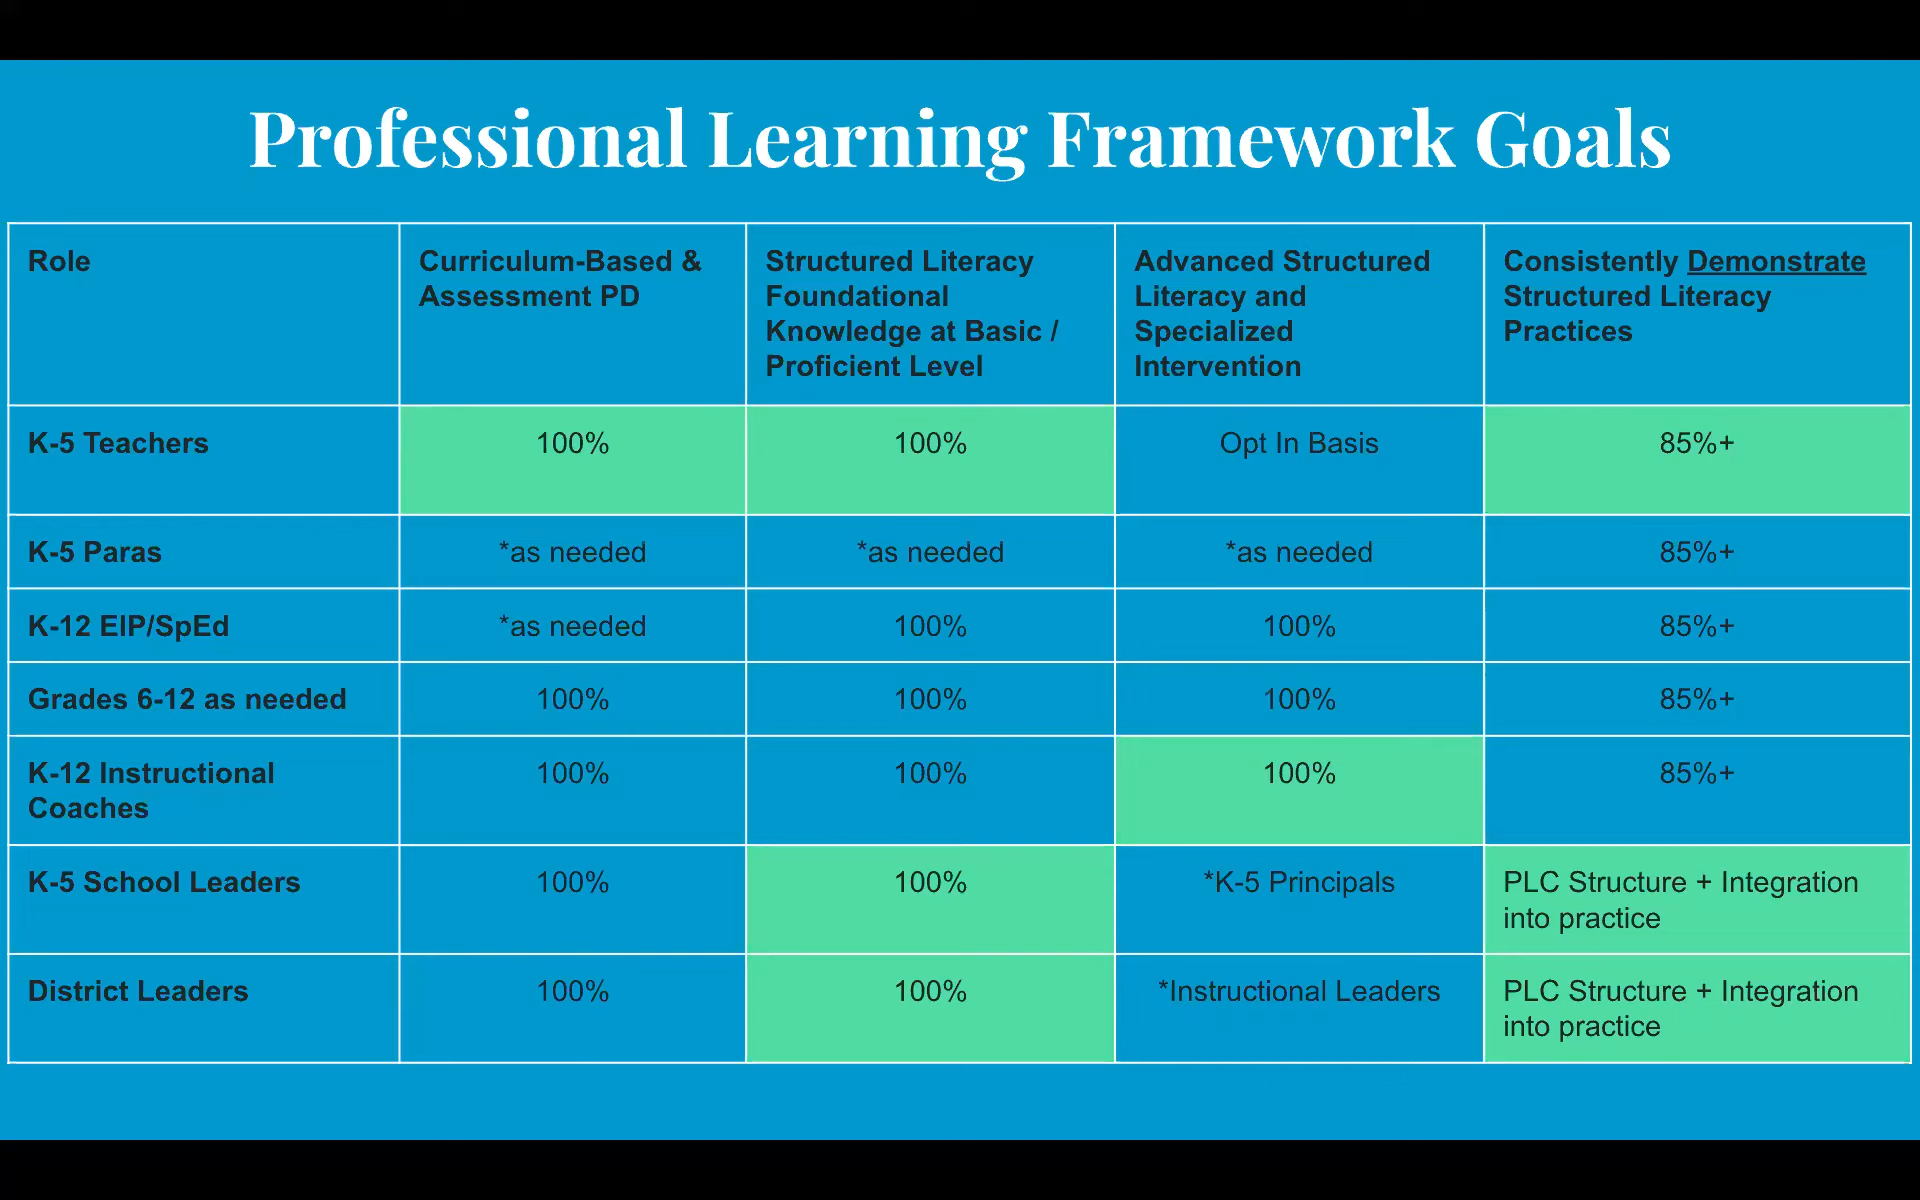 Professional Learning Framework Goals
Role
Curriculum-Based &
Assessment PD
Structured Literacy
Foundational
Knowledge at Basic /
Proficient Level
Advanced Structured
Literacy and
Specialized
Intervention
Consistently Demonstrate
Structured Literacy
Practices
K-5 Teachers
100%
100%
Opt In Basis
85%+
K-5 Paras
*as needed
*as needed
*as needed
85%+
K-12 EIP/SpEd
*as needed
100%
100%
85%+
Grades 6-12 as needed
100%
100%
100%
85%+
K-12 Instructional
Coaches
100%
100%
100%
85%+
K-5 School Leaders
100%
100%
*K-5 Principals
PLC Structure + Integration
into practice
District Leaders
100%
100%
*Instructional Leaders
PLC Structure + Integration
into practice